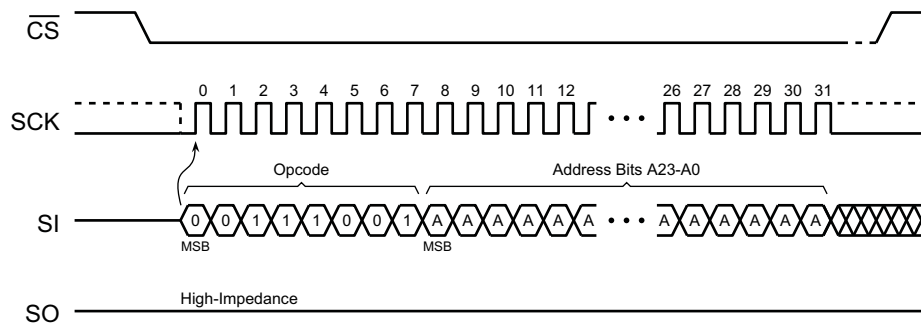 CS
0 1 2 3 4 5 6 7 8 9 10 11 12 26 27 28 29 30 31
SCK
• • •
Opcode
Address Bits A23-A0
SI
0 0 1 1 1 0 0 1 A A A A A A • • • A A A A A A
MSB
MSB
High-Impedance
SO